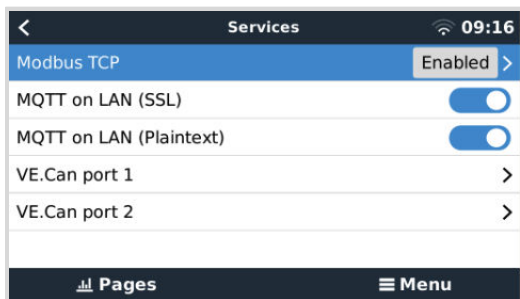 Services 09:16
Modbus TCP Enabled
MQTT on LAN (SSL)
MQTT on LAN (Plaintext)
VE.Can port 1
VE.Can port 2
Pages Menu